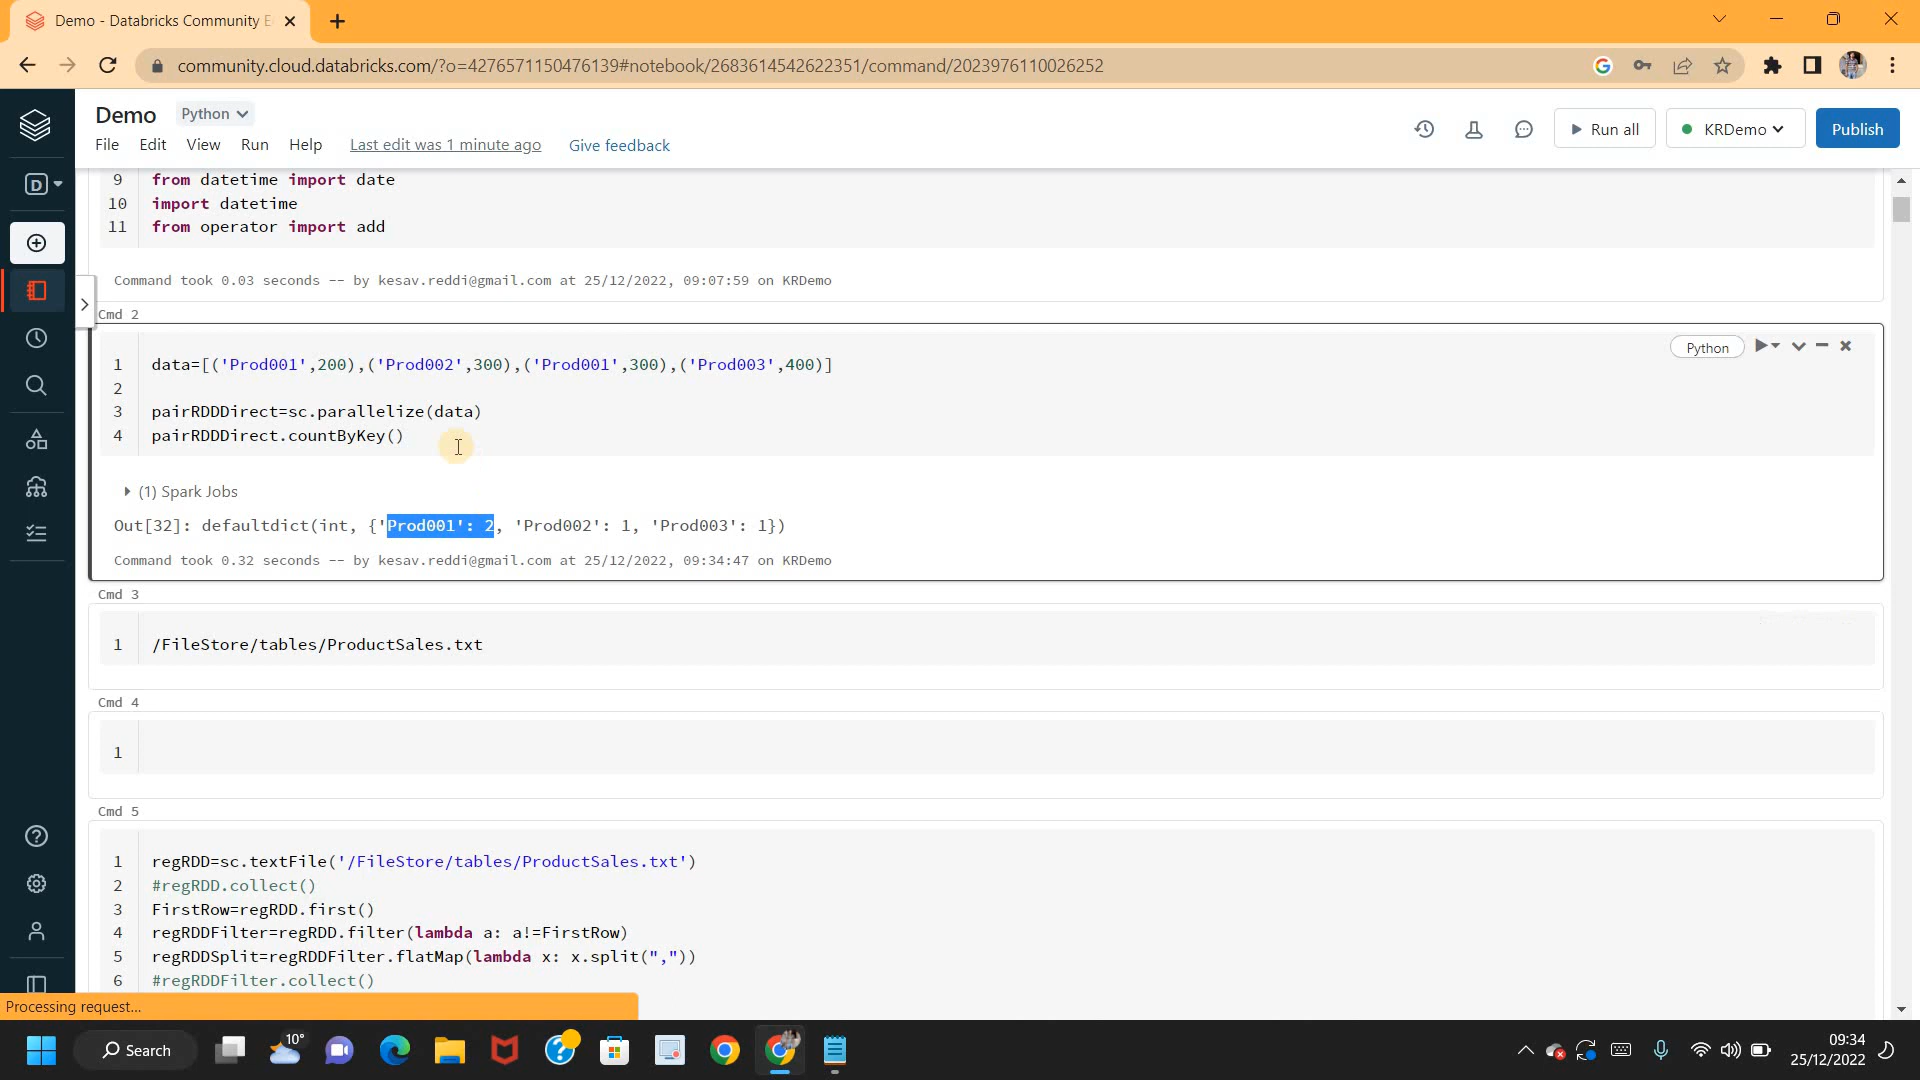 Demo - Databricks Community E
community.cloud.databricks.com/?o=4276571150476139#notebook/2683614542622351/command/2023976110026252
Demo Python
File Edit View Run Help Last edit was 1 minute ago Give feedback
Run all KRDemo Publish
D
9 from datetime import date
10 import datetime
11 from operator import add
Command took 0.03 seconds -- by kesav.reddi@gmail.com at 25/12/2022, 09:07:59 on KRDemo
Cmd 2
Python
1 data=[('Prod001',200),('Prod002',300),('Prod001',300),('Prod003',400)]
2
3 pairRDDDirect=sc.parallelize(data)
4 pairRDDDirect.countByKey()
(1) Spark Jobs
Out[32]: defaultdict(int, {'Prod001': 2, 'Prod002': 1, 'Prod003': 1})
Command took 0.32 seconds -- by kesav.reddi@gmail.com at 25/12/2022, 09:34:47 on KRDemo
Cmd 3
1 /FileStore/tables/ProductSales.txt
Cmd 4
1
Cmd 5
1 regRDD=sc.textFile('/FileStore/tables/ProductSales.txt')
2 #regRDD.collect()
3 FirstRow=regRDD.first()
4 regRDDFilter=regRDD.filter(lambda a: a!=FirstRow)
5 regRDDSplit=regRDDFilter.flatMap(lambda x: x.split(","))
6 #regRDDFilter.collect()
Processing request...
Search
10°
09:34
25/12/2022